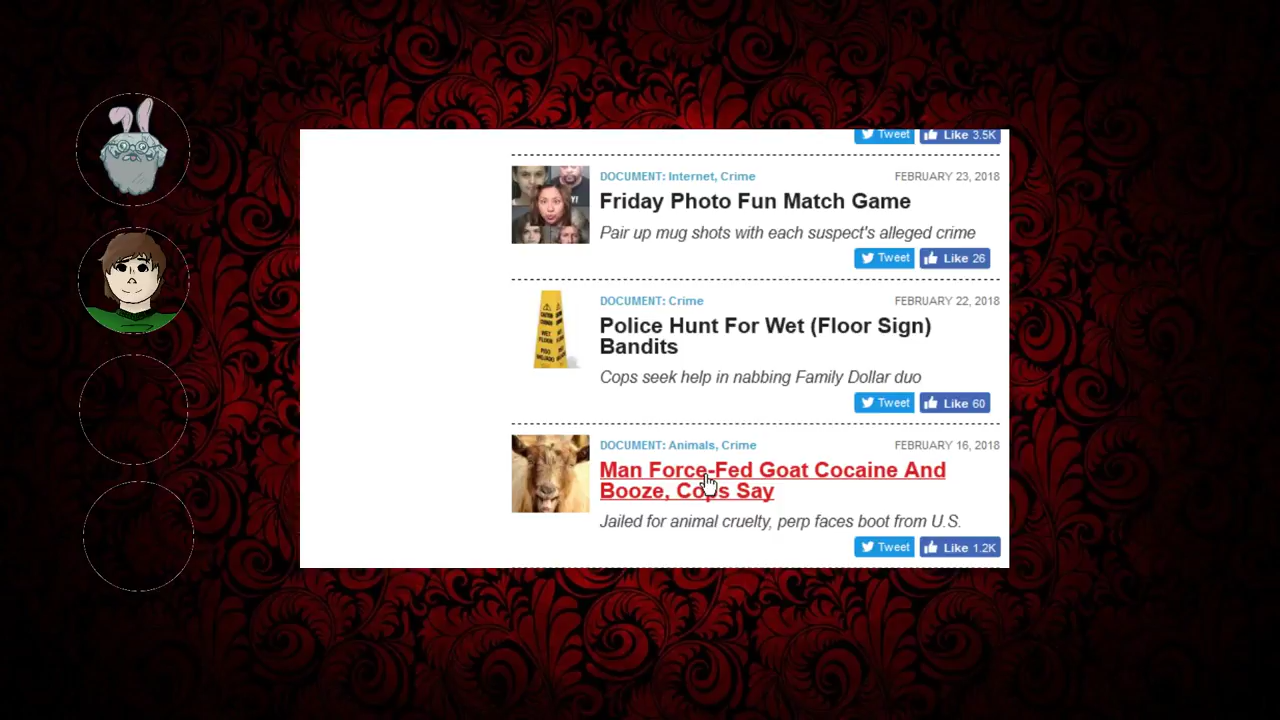 Tweet Like 3.5K
DOCUMENT: Internet, Crime FEBRUARY 23, 2018
Friday Photo Fun Match Game
Pair up mug shots with each suspect's alleged crime
Tweet Like 26
DOCUMENT: Crime FEBRUARY 22, 2018
Police Hunt For Wet (Floor Sign)
Bandits
Cops seek help in nabbing Family Dollar duo
Tweet Like 60
DOCUMENT: Animals, Crime FEBRUARY 16, 2018
Man Force-Fed Goat Cocaine And
Booze, Cops Say
Jailed for animal cruelty, perp faces boot from U.S.
Tweet Like 1.2K